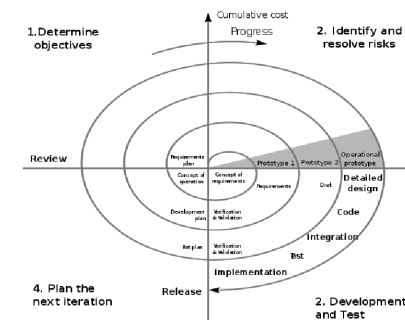 Cumulative cost
Progress
1.Determine
objectives
2. Identify and
resolve risks
Review
Requirements
plan
Concept of
operation
Concept of
requirements
Prototype 1
Prototype 2
Operational
prototype
Requirements
Draft
Detailed
design
Development
plan
Verification
& Validation
Code
Integration
Test plan
Verification
& Validation
Test
Implementation
Release
4. Plan the
next iteration
2. Development
and Test